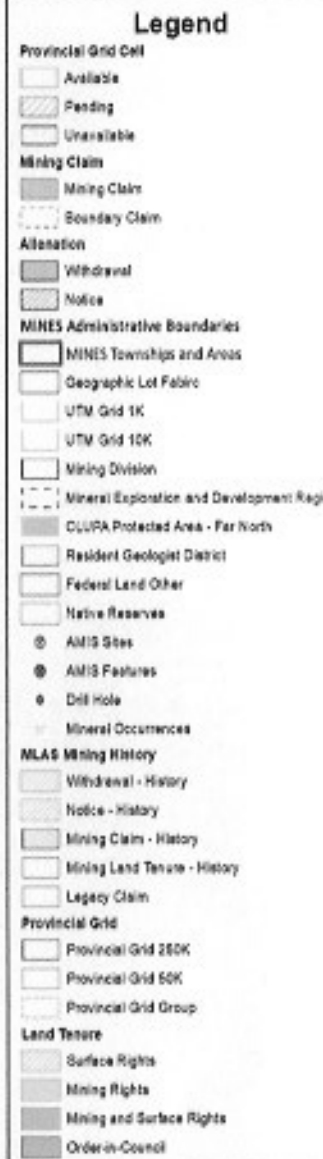 Legend
Provincial Grid Cell
Available
Pending
Unavailable
Mining Claim
Mining Claim
Boundary Claim
Alienation
Withdrawal
Notice
MINES Administrative Boundaries
MINES Townships and Areas
Geographic Lot Fabirc
UTM Grid 1K
UTM Grid 10K
Mining Division
Mineral Exploration and Development Regi
CLUPA Protected Area - Far North
Resident Geologist District
Federal Land Other
Native Reserves
AMIS Sites
AMIS Features
Drill Hole
Mineral Occurrences
MLAS Mining History
Withdrawal - History
Notice - History
Mining Claim - History
Mining Land Tenure - History
Legacy Claim
Provincial Grid
Provincial Grid 250K
Provincial Grid 50K
Provincial Grid Group
Land Tenure
Surface Rights
Mining Rights
Mining and Surface Rights
Order-in-Council